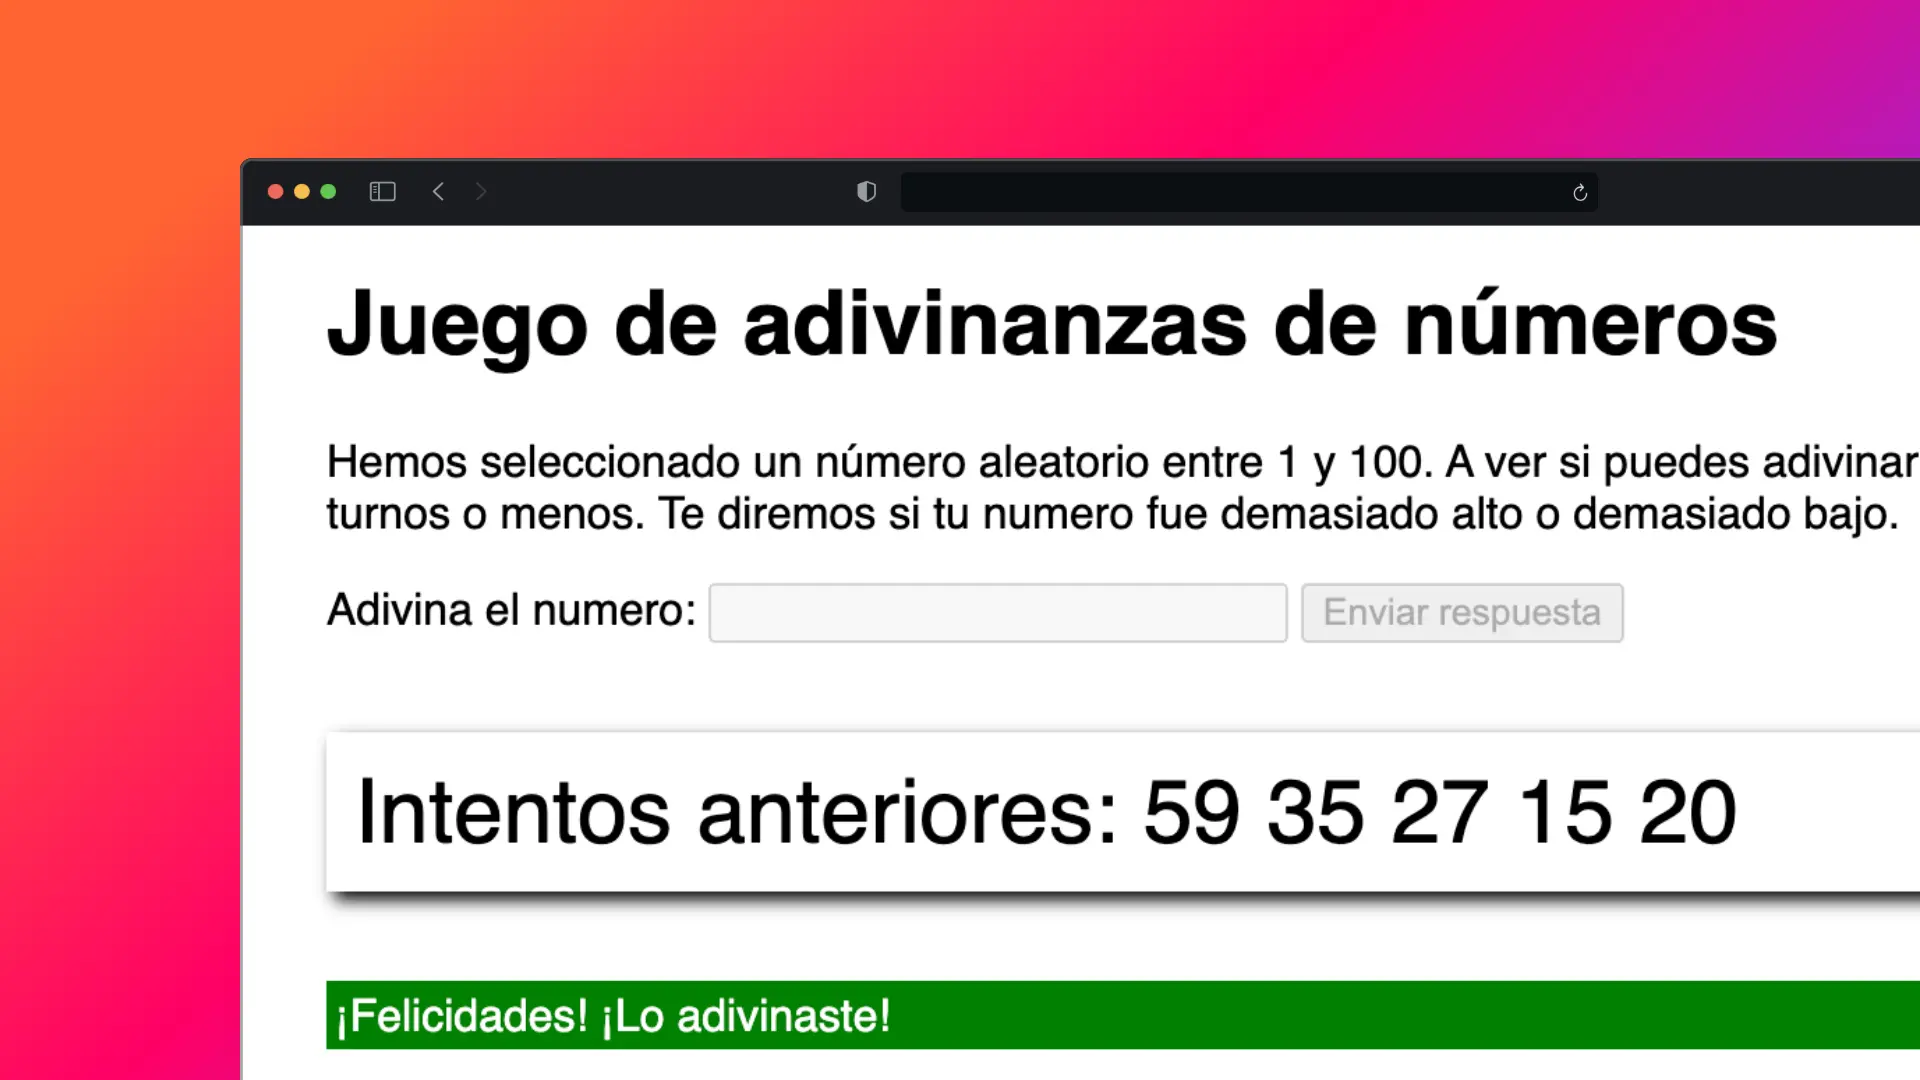 Juego de adivinanzas de números
Hemos seleccionado un número aleatorio entre 1 y 100. A ver si puedes adivinar
turnos o menos. Te diremos si tu numero fue demasiado alto o demasiado bajo.
Adivina el numero: Enviar respuesta
Intentos anteriores: 59 35 27 15 20
¡Felicidades! ¡Lo adivinaste!